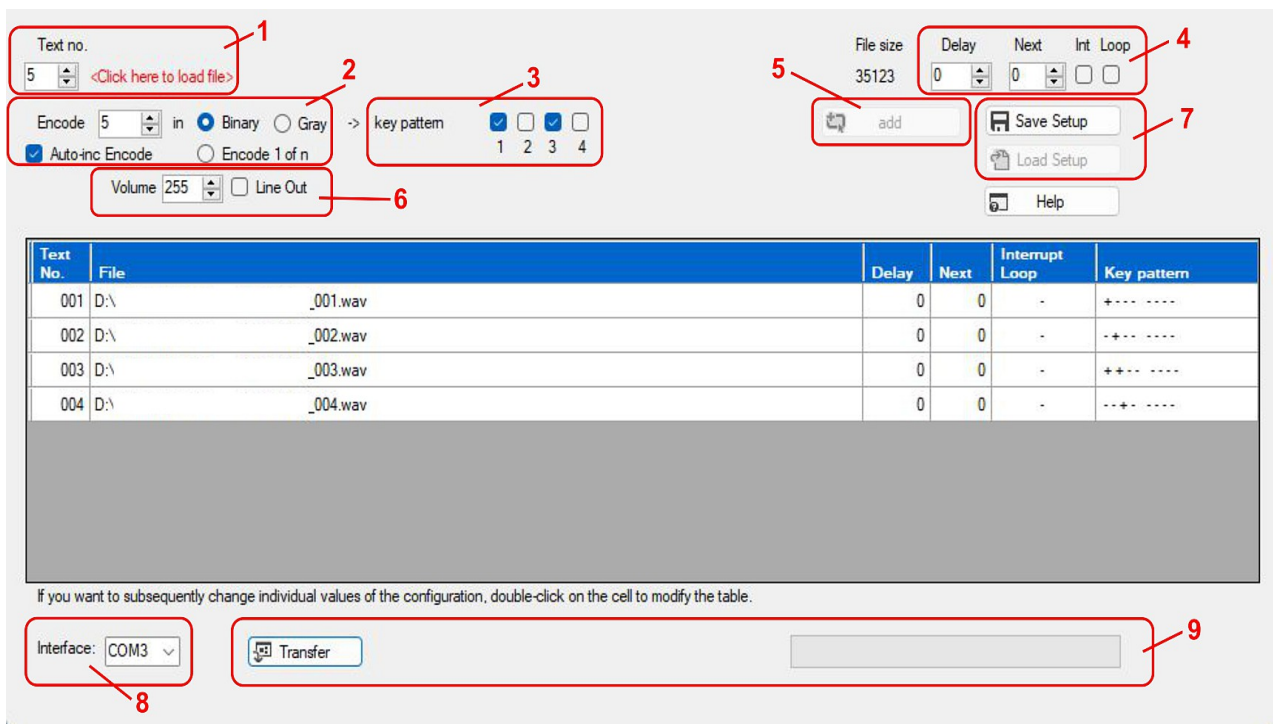 1
Text no.
5 <Click here to load file>
2
Encode 5 in Binary Gray -> key pattern
Auto-inc Encode Encode 1 of n
3
1 2 3 4
File size Delay Next Int Loop
35123 0 0
4
5
add
Save Setup
Load Setup
7
Help
Volume 255 Line Out
6
Text No. File Delay Next Interrupt Loop Key pattern
001 D:\ _001.wav 0 0 - +--- ----
002 D:\ _002.wav 0 0 - -+-- ----
003 D:\ _003.wav 0 0 - ++-- ----
004 D:\ _004.wav 0 0 - --+- ----
If you want to subsequently change individual values of the configuration, double-click on the cell to modify the table.
Interface: COM3 Transfer
8
9